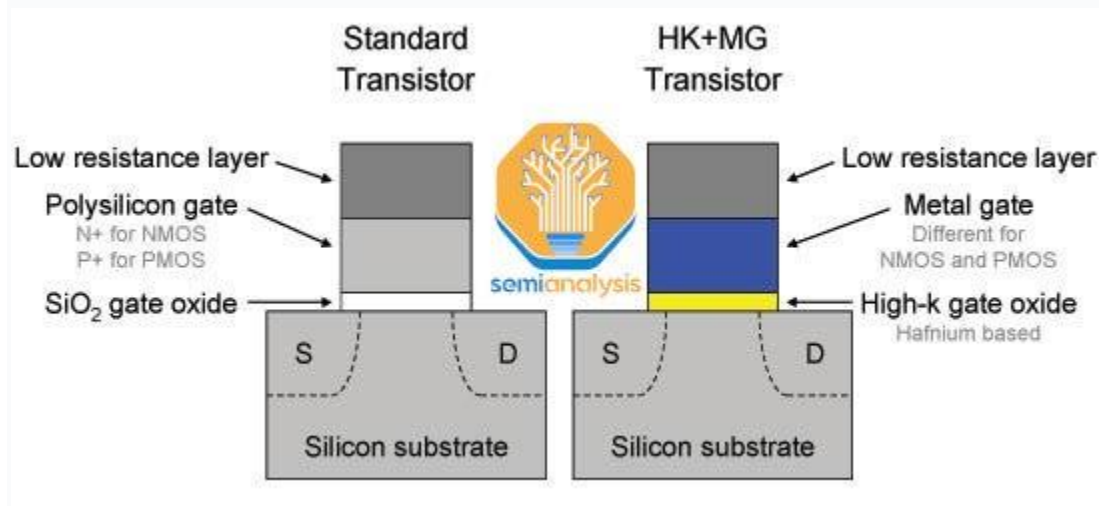 Standard
Transistor
HK+MG
Transistor
Low resistance layer
Polysilicon gate
N+ for NMOS
P+ for PMOS
SiO₂ gate oxide
semianalysis
Low resistance layer
Metal gate
Different for
NMOS and PMOS
High-k gate oxide
Hafnium based
S
D
Silicon substrate
S
D
Silicon substrate